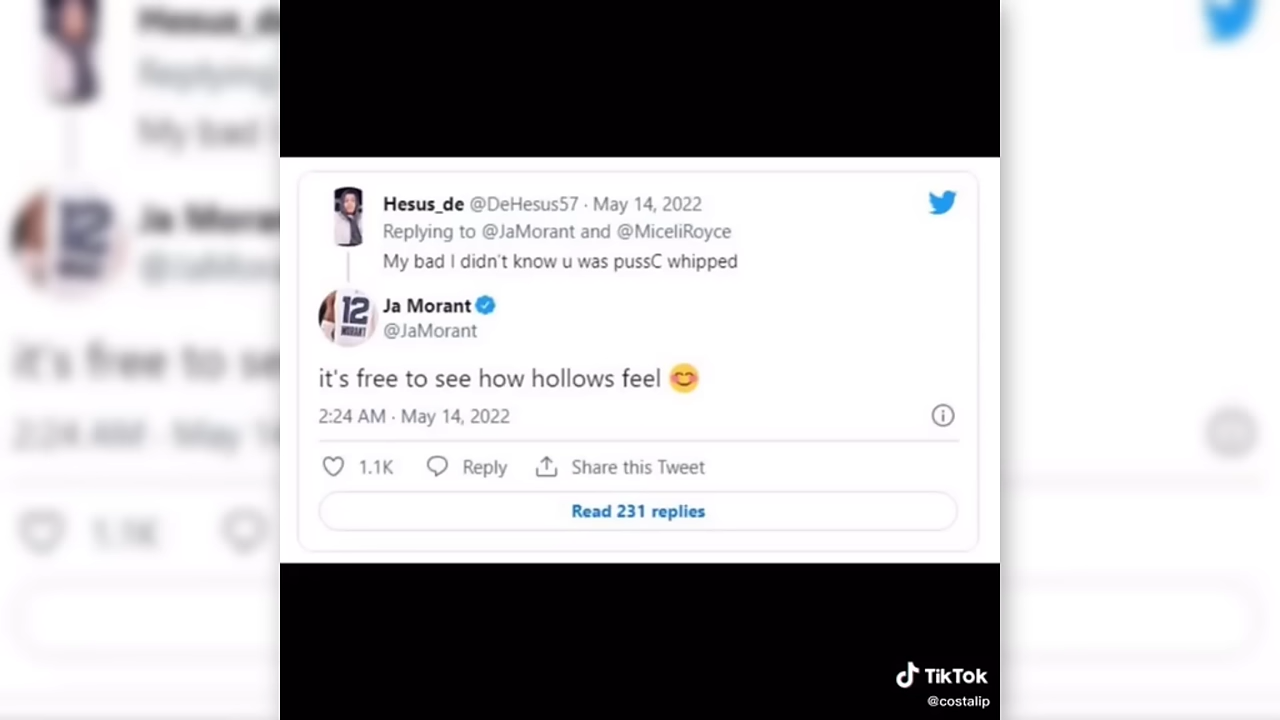 Hesus_de @DeHesus57 · May 14, 2022
Replying to @JaMorant and @MiceliRoyce
My bad I didn't know u was pussC whipped
12
MORANT
Ja Morant
@JaMorant
it's free to see how hollows feel 😊
2:24 AM · May 14, 2022
1.1K Reply Share this Tweet
Read 231 replies
TikTok
@costalip